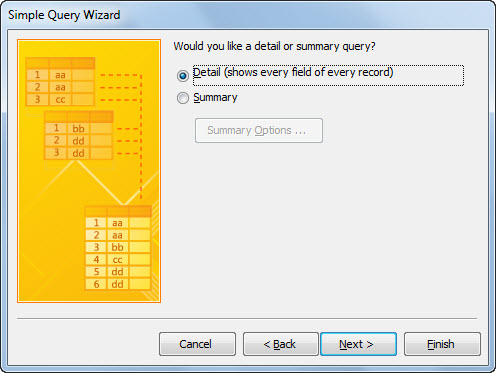 Simple Query Wizard
Would you like a detail or summary query?
Detail (shows every field of every record)
Summary
Summary Options ...
1 aa
2 aa
3 cc
1 bb
2 dd
3 dd
1 aa
2 aa
3 bb
4 cc
5 dd
6 dd
Cancel
< Back
Next >
Finish